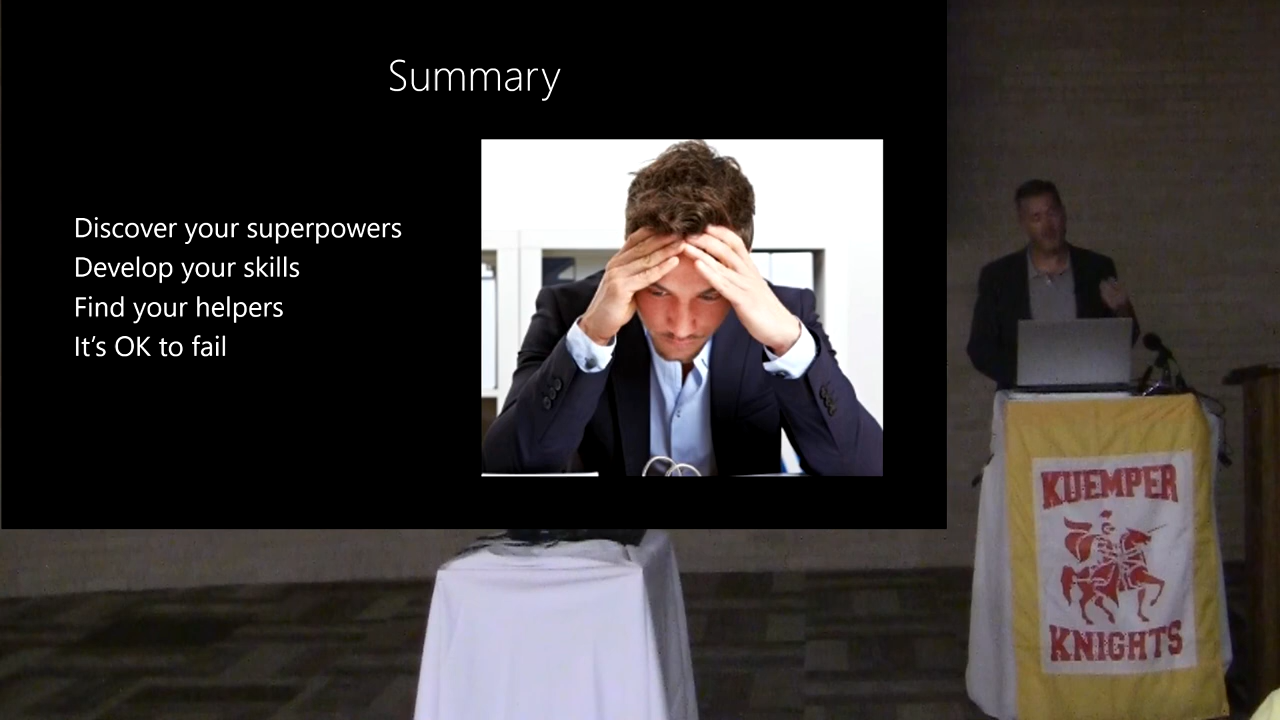 Summary
Discover your superpowers
Develop your skills
Find your helpers
It's OK to fail
KUEMPER
KNIGHTS